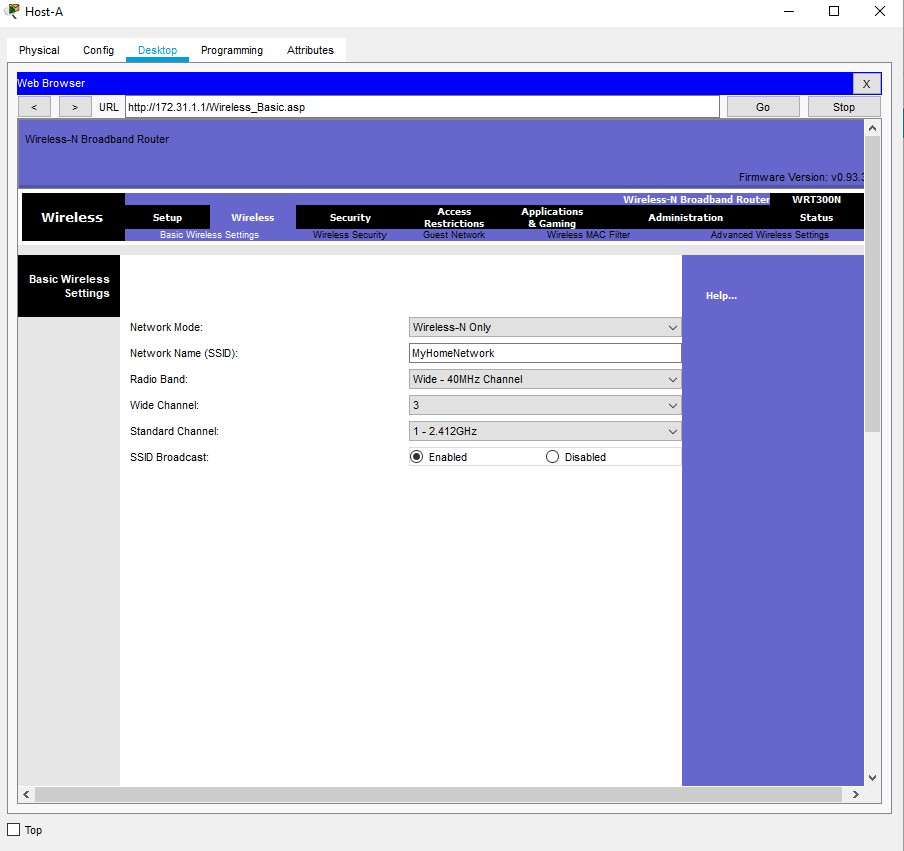 Host-A
Physical Config Desktop Programming Attributes
Web Browser X
< > URL http://172.31.1.1/Wireless_Basic.asp Go Stop
Wireless-N Broadband Router
Firmware Version: v0.93.3
Wireless-N Broadband Router WRT300N
Wireless Setup Wireless Security Access Restrictions Applications & Gaming Administration Status
Basic Wireless Settings Wireless Security Guest Network Wireless MAC Filter Advanced Wireless Settings
Basic Wireless
Settings
Help...
Network Mode: Wireless-N Only
Network Name (SSID): MyHomeNetwork
Radio Band: Wide - 40MHz Channel
Wide Channel: 3
Standard Channel: 1 - 2.412GHz
SSID Broadcast: Enabled Disabled
Top